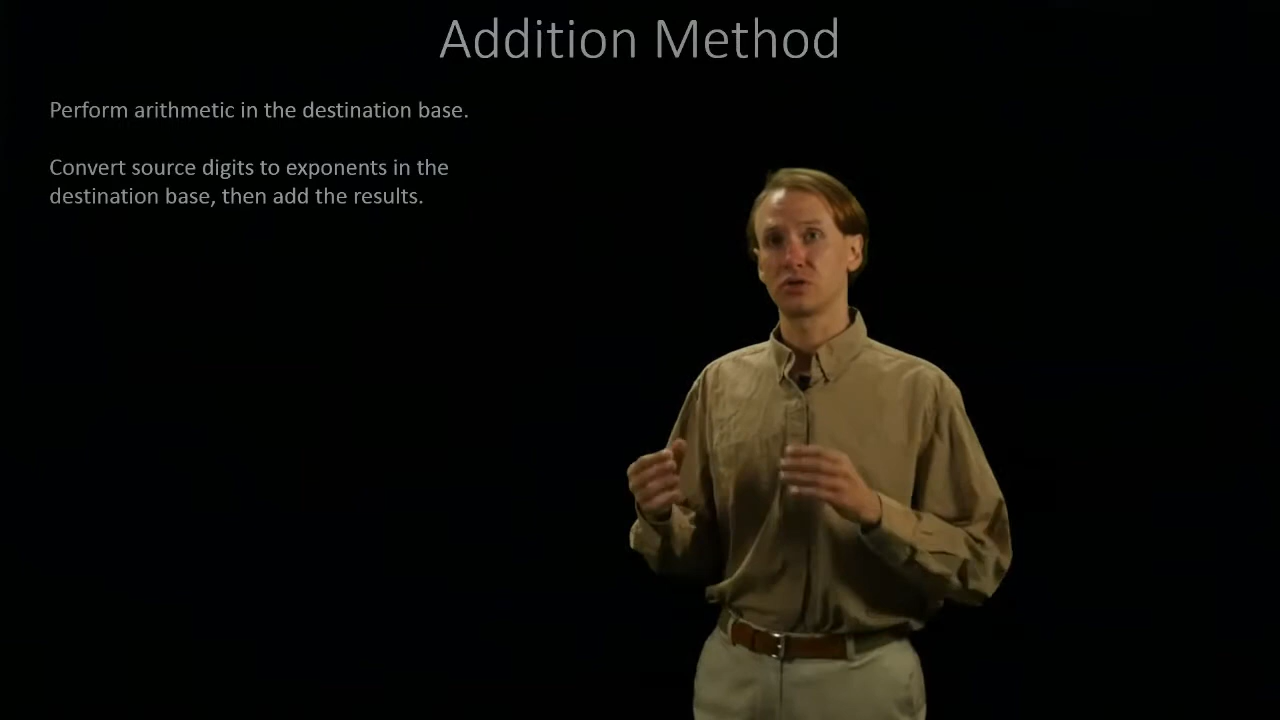 Addition Method
Perform arithmetic in the destination base.
Convert source digits to exponents in the
destination base, then add the results.